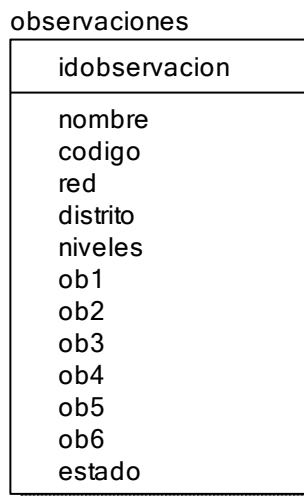 observaciones
idobservacion
nombre
codigo
red
distrito
niveles
ob1
ob2
ob3
ob4
ob5
ob6
estado